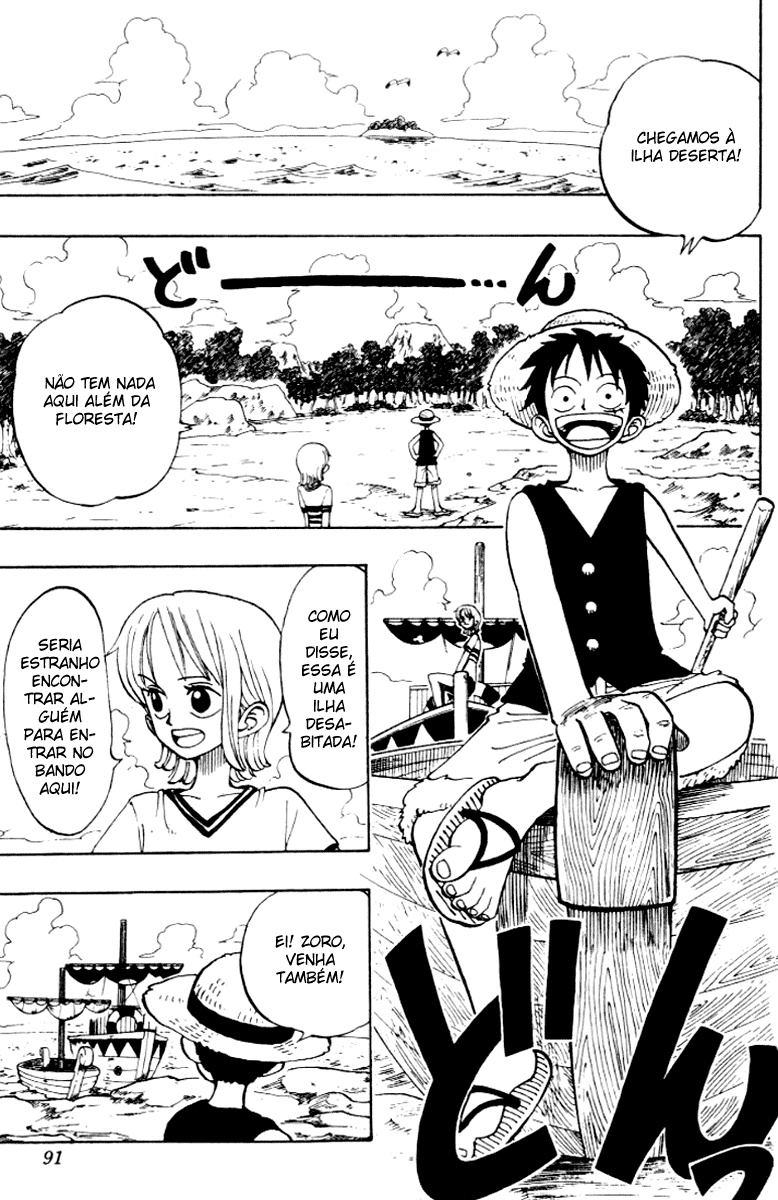 CHEGAMOS À
ILHA DESERTA!
ど ━━━…ん
NÃO TEM NADA
AQUI ALÉM DA
FLORESTA!
COMO
EU
DISSE,
ESSA É
UMA
ILHA
DESA-
BITADA!
SERIA
ESTRANHO
ENCON-
TRAR AL-
GUÉM
PARA EN-
TRAR NO
BANDO
AQUI!
どんっ
EI! ZORO,
VENHA
TAMBÉM!
91